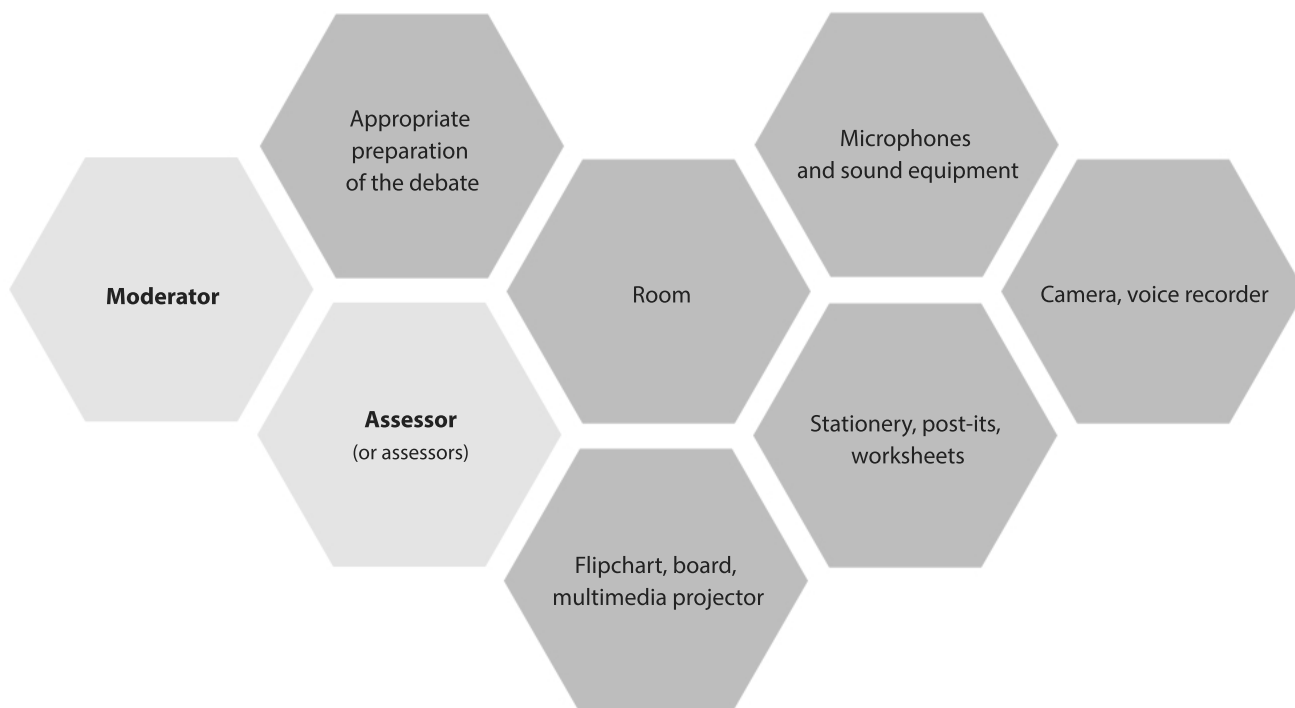 Appropriate
preparation
of the debate
Microphones
and sound equipment
Moderator
Room
Camera, voice recorder
Assessor
(or assessors)
Stationery, post-its,
worksheets
Flipchart, board,
multimedia projector